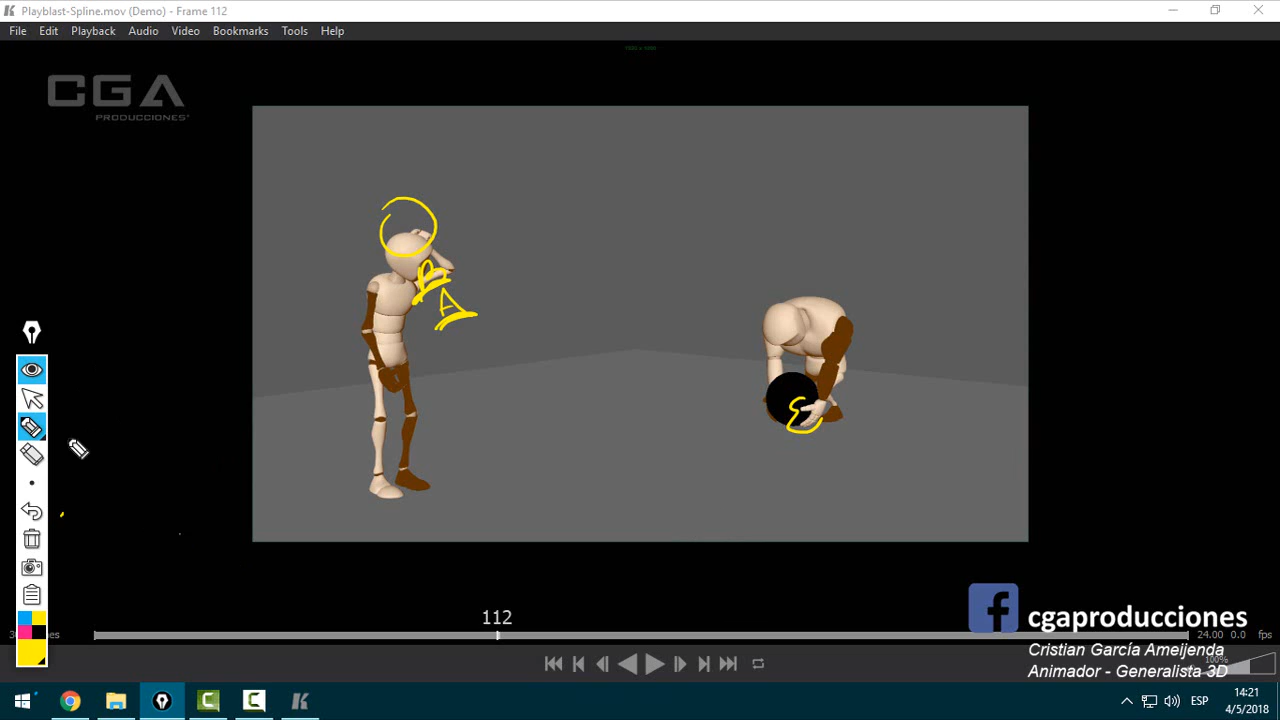 Playblast-Spline.mov (Demo) - Frame 112
File Edit Playback Audio Video Bookmarks Tools Help
CGA
PRODUCCIONES
B
A
112
24.00 0.0 fps
cgaproducciones
Cristian García Ameijenda
Animador - Generalista 3D
100%
ESP
14:21
4/5/2018